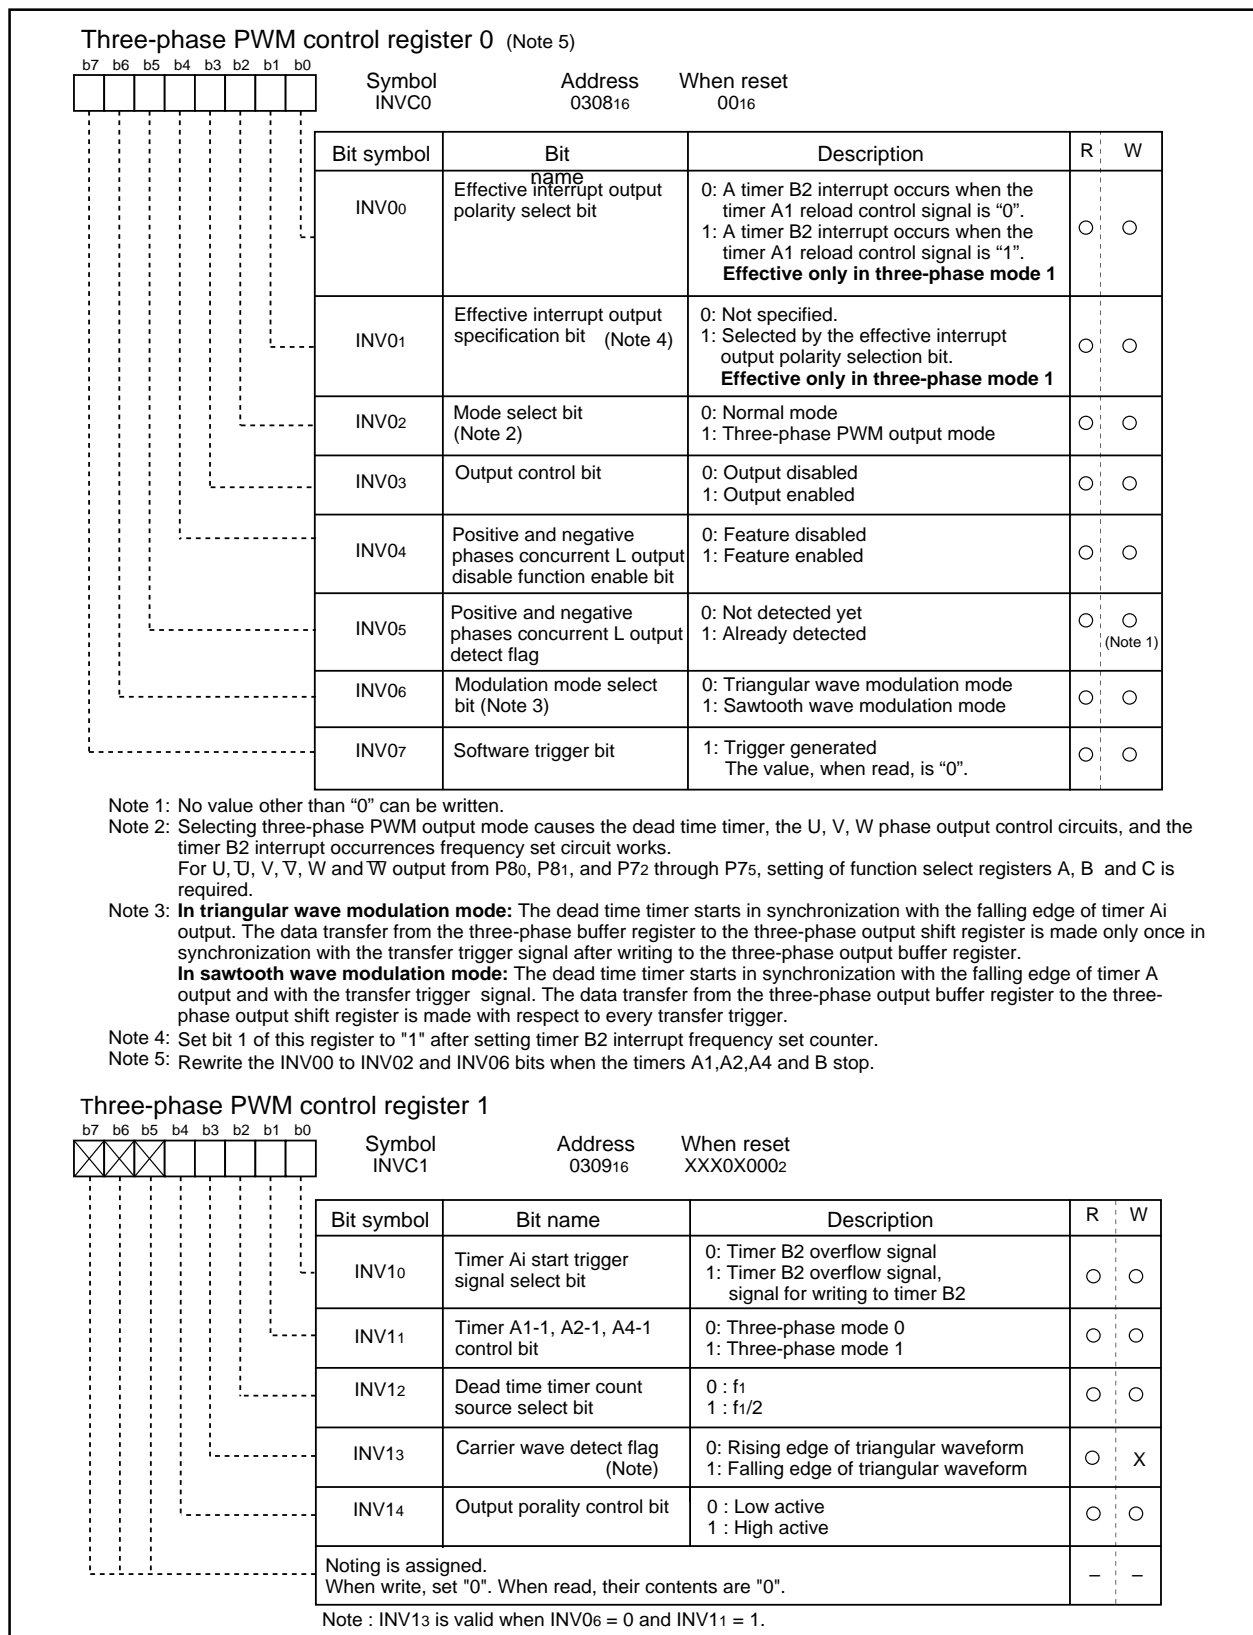 Three-phase PWM control register 0 (Note 5)
b7 b6 b5 b4 b3 b2 b1 b0
Symbol Address When reset
INVC0 030816 0016
Bit symbol Bit name Description R W
INV00 Effective interrupt output polarity select bit 0: A timer B2 interrupt occurs when the
timer A1 reload control signal is “0”.
1: A timer B2 interrupt occurs when the
timer A1 reload control signal is “1”.
Effective only in three-phase mode 1
INV01 Effective interrupt output specification bit (Note 4) 0: Not specified.
1: Selected by the effective interrupt
output polarity selection bit.
Effective only in three-phase mode 1
INV02 Mode select bit (Note 2) 0: Normal mode
1: Three-phase PWM output mode
INV03 Output control bit 0: Output disabled
1: Output enabled
INV04 Positive and negative phases concurrent L output disable function enable bit 0: Feature disabled
1: Feature enabled
INV05 Positive and negative phases concurrent L output detect flag 0: Not detected yet
1: Already detected
(Note 1)
INV06 Modulation mode select bit (Note 3) 0: Triangular wave modulation mode
1: Sawtooth wave modulation mode
INV07 Software trigger bit 1: Trigger generated
The value, when read, is “0”.
Note 1: No value other than “0” can be written.
Note 2: Selecting three-phase PWM output mode causes the dead time timer, the U, V, W phase output control circuits, and the
timer B2 interrupt occurrences frequency set circuit works.
For U, U̅, V, V̅, W and W̅ output from P80, P81, and P72 through P75, setting of function select registers A, B and C is
required.
Note 3: In triangular wave modulation mode: The dead time timer starts in synchronization with the falling edge of timer Ai
output. The data transfer from the three-phase buffer register to the three-phase output shift register is made only once in
synchronization with the transfer trigger signal after writing to the three-phase output buffer register.
In sawtooth wave modulation mode: The dead time timer starts in synchronization with the falling edge of timer A
output and with the transfer trigger signal. The data transfer from the three-phase output buffer register to the three-
phase output shift register is made with respect to every transfer trigger.
Note 4: Set bit 1 of this register to "1" after setting timer B2 interrupt frequency set counter.
Note 5: Rewrite the INV00 to INV02 and INV06 bits when the timers A1,A2,A4 and B stop.
Three-phase PWM control register 1
b7 b6 b5 b4 b3 b2 b1 b0
Symbol Address When reset
INVC1 030916 XXX0X0002
Bit symbol Bit name Description R W
INV10 Timer Ai start trigger signal select bit 0: Timer B2 overflow signal
1: Timer B2 overflow signal,
signal for writing to timer B2
INV11 Timer A1-1, A2-1, A4-1 control bit 0: Three-phase mode 0
1: Three-phase mode 1
INV12 Dead time timer count source select bit 0 : f1
1 : f1/2
INV13 Carrier wave detect flag (Note) 0: Rising edge of triangular waveform
1: Falling edge of triangular waveform X
INV14 Output porality control bit 0 : Low active
1 : High active
Noting is assigned.
When write, set "0". When read, their contents are "0". – –
Note : INV13 is valid when INV06 = 0 and INV11 = 1.